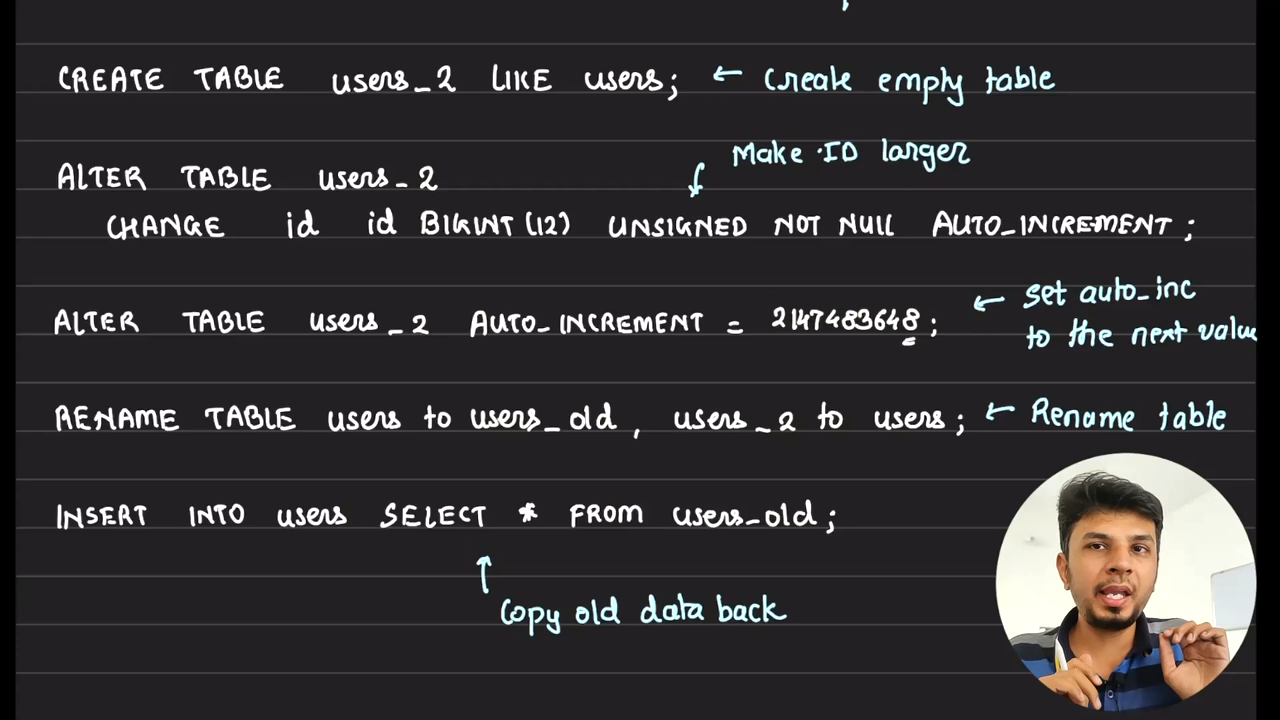 CREATE TABLE users_2 LIKE users; ← Create empty table
Make ID larger
ALTER TABLE users_2
CHANGE id id BIGINT (12) UNSIGNED NOT NULL AUTO_INCREMENT;
ALTER TABLE users_2 AUTO_INCREMENT = 2147483648; ← set auto_inc
to the next value
RENAME TABLE users to users_old, users_2 to users; ← Rename table
INSERT INTO users SELECT * FROM users_old;
↑
Copy old data back